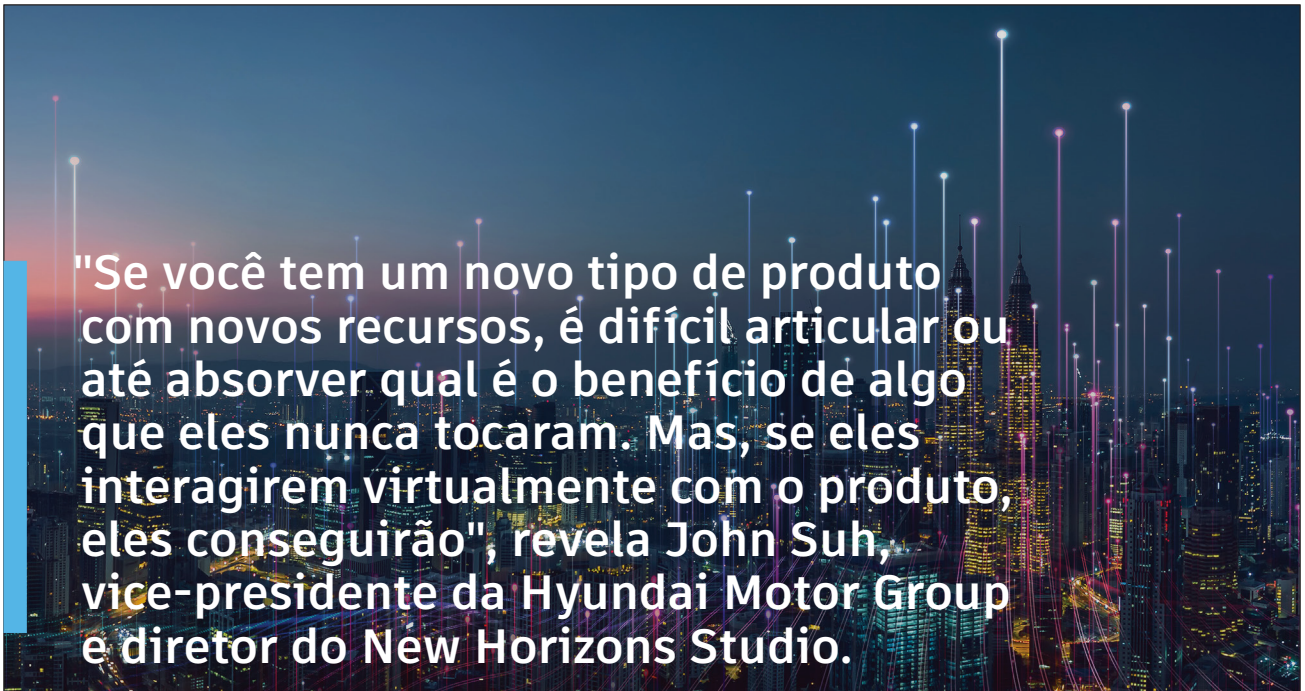 "Se você tem um novo tipo de produto
com novos recursos, é difícil articular ou
até absorver qual é o benefício de algo
que eles nunca tocaram. Mas, se eles
interagirem virtualmente com o produto,
eles conseguirão", revela John Suh,
vice-presidente da Hyundai Motor Group
e diretor do New Horizons Studio.